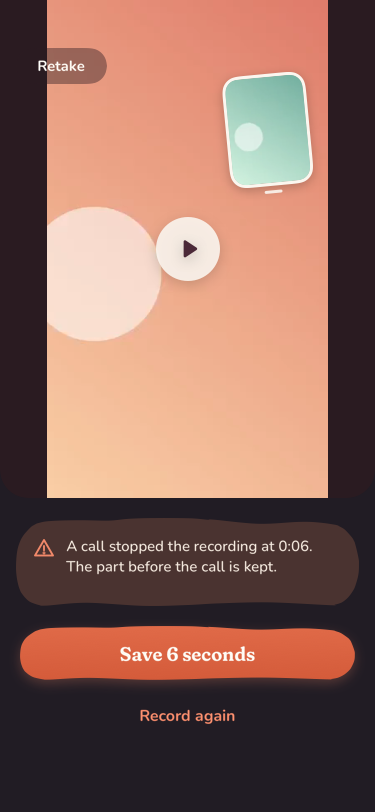 Retake
A call stopped the recording at 0:06.
The part before the call is kept.
Save 6 seconds
Record again